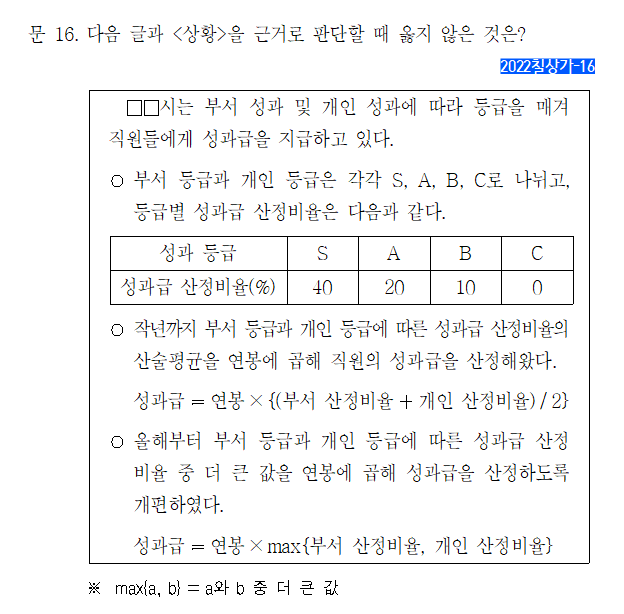 문 16. 다음 글과 <상황>을 근거로 판단할 때 옳지 않은 것은?
2022칠상가-16
□□시는 부서 성과 및 개인 성과에 따라 등급을 매겨
직원들에게 성과급을 지급하고 있다.
○ 부서 등급과 개인 등급은 각각 S, A, B, C로 나뉘고,
등급별 성과급 산정비율은 다음과 같다.
성과 등급 S A B C
성과급 산정비율(%) 40 20 10 0
○ 작년까지 부서 등급과 개인 등급에 따른 성과급 산정비율의
산술평균을 연봉에 곱해 직원의 성과급을 산정해왔다.
성과급 = 연봉 × {(부서 산정비율 + 개인 산정비율) / 2}
○ 올해부터 부서 등급과 개인 등급에 따른 성과급 산정
비율 중 더 큰 값을 연봉에 곱해 성과급을 산정하도록
개편하였다.
성과급 = 연봉 × max{부서 산정비율, 개인 산정비율}
※ max{a, b} = a와 b 중 더 큰 값